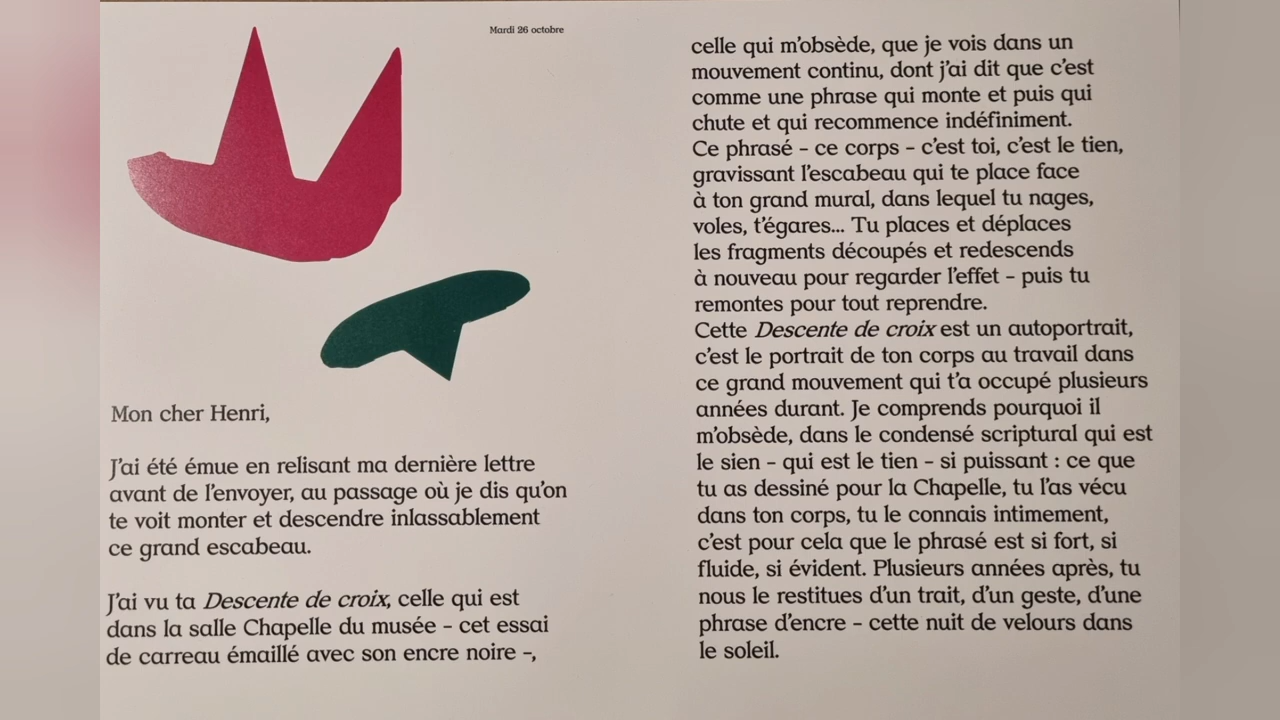 Mardi 26 octobre
Mon cher Henri,
J'ai été émue en relisant ma dernière lettre
avant de l'envoyer, au passage où je dis qu'on
te voit monter et descendre inlassablement
ce grand escabeau.
J'ai vu ta Descente de croix, celle qui est
dans la salle Chapelle du musée – cet essai
de carreau émaillé avec son encre noire –,
celle qui m'obsède, que je vois dans un
mouvement continu, dont j'ai dit que c'est
comme une phrase qui monte et puis qui
chute et qui recommence indéfiniment.
Ce phrasé – ce corps – c'est toi, c'est le tien,
gravissant l'escabeau qui te place face
à ton grand mural, dans lequel tu nages,
voles, t'égares... Tu places et déplaces
les fragments découpés et redescends
à nouveau pour regarder l'effet – puis tu
remontes pour tout reprendre.
Cette Descente de croix est un autoportrait,
c'est le portrait de ton corps au travail dans
ce grand mouvement qui t'a occupé plusieurs
années durant. Je comprends pourquoi il
m'obsède, dans le condensé scriptural qui est
le sien – qui est le tien – si puissant : ce que
tu as dessiné pour la Chapelle, tu l'as vécu
dans ton corps, tu le connais intimement,
c'est pour cela que le phrasé est si fort, si
fluide, si évident. Plusieurs années après, tu
nous le restitues d'un trait, d'un geste, d'une
phrase d'encre – cette nuit de velours dans
le soleil.